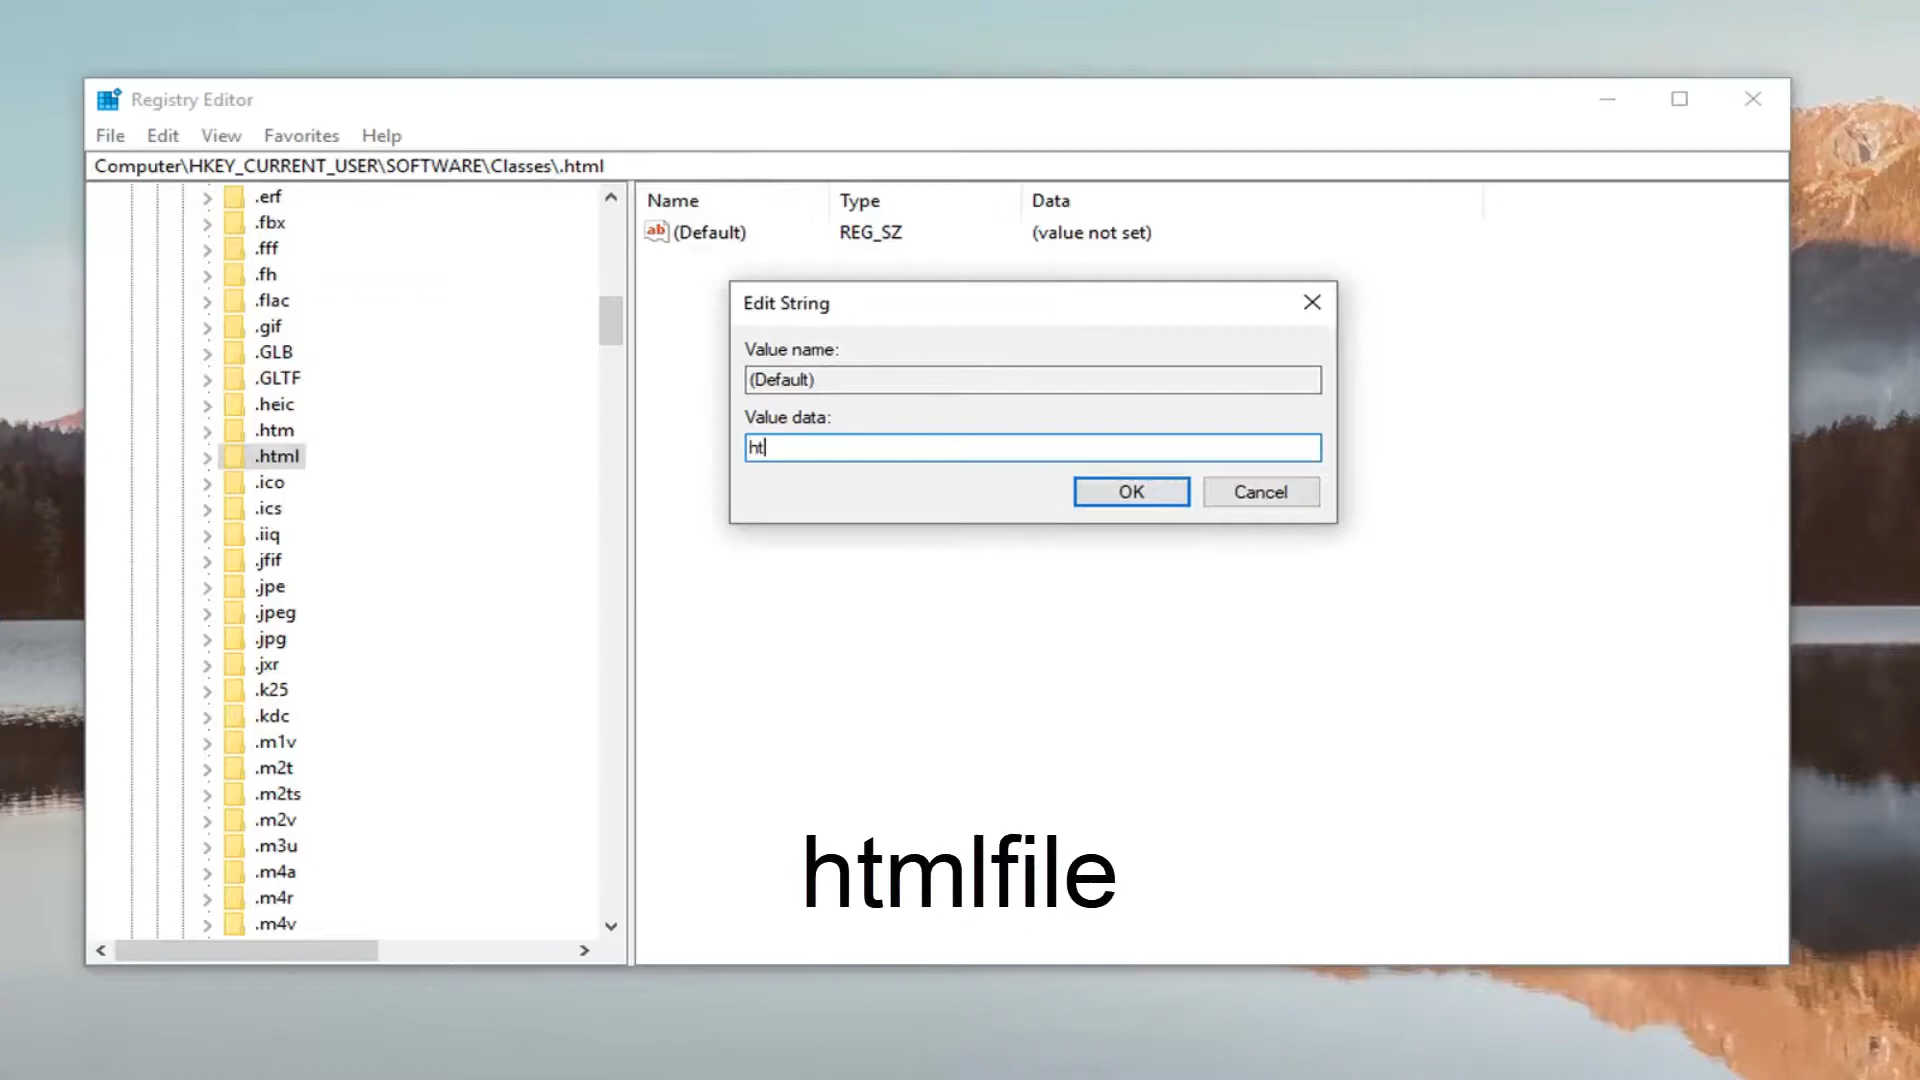 Registry Editor
File Edit View Favorites Help
Computer\HKEY_CURRENT_USER\SOFTWARE\Classes\.html
.erf
.fbx
.fff
.fh
.flac
.gif
.GLB
.GLTF
.heic
.htm
.html
.ico
.ics
.iiq
.jfif
.jpe
.jpeg
.jpg
.jxr
.k25
.kdc
.m1v
.m2t
.m2ts
.m2v
.m3u
.m4a
.m4r
.m4v
Name Type Data
ab (Default) REG_SZ (value not set)
Edit String
Value name:
(Default)
Value data:
ht
OK Cancel
htmlfile